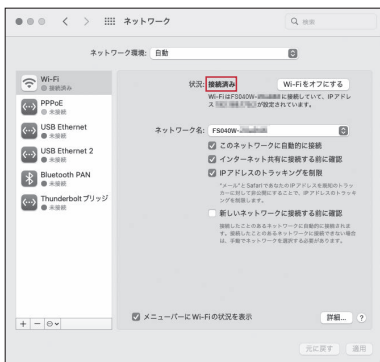 ネットワーク
検索
ネットワーク環境: 自動
Wi-Fi
接続済み
PPPoE
未接続
USB Ethernet
未接続
USB Ethernet 2
未接続
Bluetooth PAN
未接続
Thunderbolt ブリッジ
未接続
状況: 接続済み
Wi-Fiをオフにする
Wi-FiはFS040W-に接続していて、IPアドレ
ス が設定されています。
ネットワーク名: FS040W-
このネットワークに自動的に接続
インターネット共有に接続する前に確認
IPアドレスのトラッキングを制限
"メール"とSafariであなたのIPアドレスを既知のトラッ
カーに対して非公開にすることで、IPアドレスのトラッキ
ングを制限します。
新しいネットワークに接続する前に確認
接続したことのあるネットワークに自動的に接続されま
す。接続したことのあるネットワークに接続できない場合
は、手動でネットワークを選択する必要があります。
メニューバーにWi-Fiの状況を表示
詳細...
?
元に戻す
適用